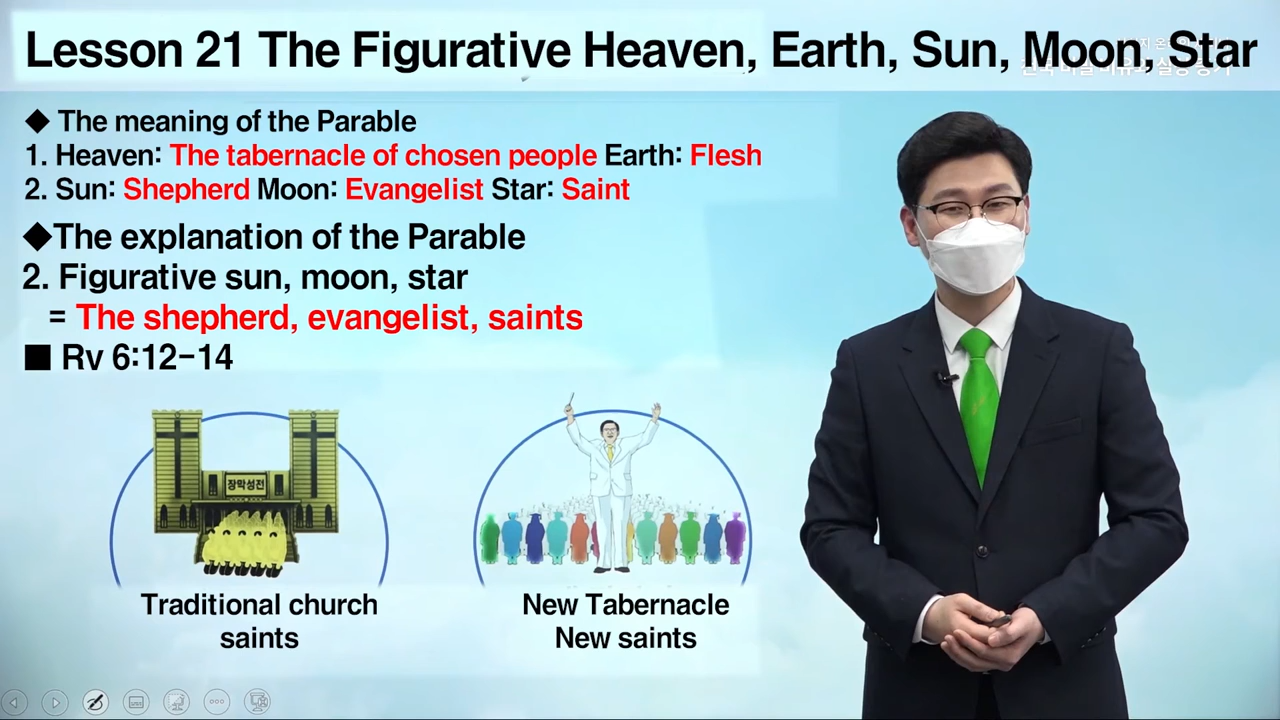 Lesson 21 The Figurative Heaven, Earth, Sun, Moon, Star
◆ The meaning of the Parable
1. Heaven: The tabernacle of chosen people Earth: Flesh
2. Sun: Shepherd Moon: Evangelist Star: Saint
◆The explanation of the Parable
2. Figurative sun, moon, star
= The shepherd, evangelist, saints
■ Rv 6:12-14
장막성전
Traditional church
saints
New Tabernacle
New saints